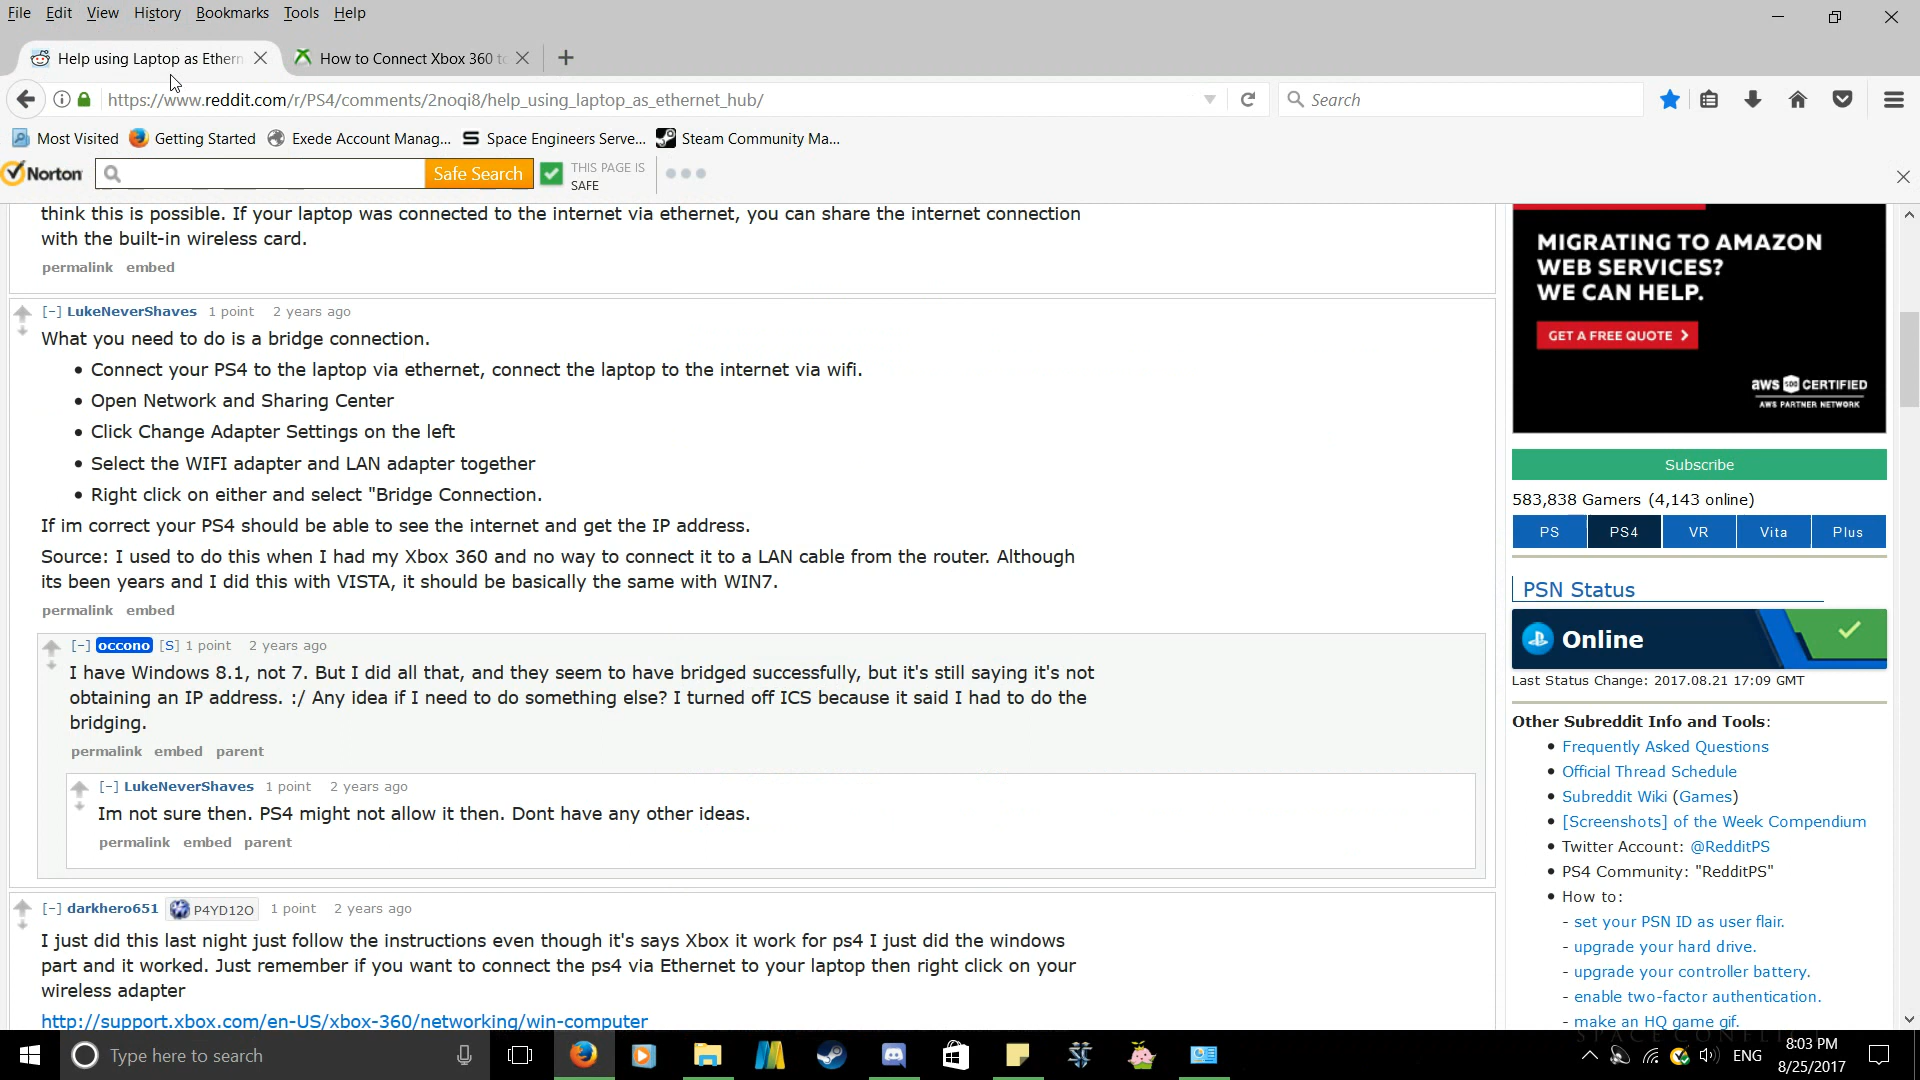 File Edit View History Bookmarks Tools Help
Help using Laptop as Ethern
How to Connect Xbox 360 to
https://www.reddit.com/r/PS4/comments/2noqi8/help_using_laptop_as_ethernet_hub/
Search
Most Visited Getting Started Exede Account Manag... Space Engineers Serve... Steam Community Ma...
Norton
Safe Search
THIS PAGE IS
SAFE
think this is possible. If your laptop was connected to the internet via ethernet, you can share the internet connection
with the built-in wireless card.
permalink embed
[-] LukeNeverShaves 1 point 2 years ago
What you need to do is a bridge connection.
• Connect your PS4 to the laptop via ethernet, connect the laptop to the internet via wifi.
• Open Network and Sharing Center
• Click Change Adapter Settings on the left
• Select the WIFI adapter and LAN adapter together
• Right click on either and select "Bridge Connection.
If im correct your PS4 should be able to see the internet and get the IP address.
Source: I used to do this when I had my Xbox 360 and no way to connect it to a LAN cable from the router. Although
its been years and I did this with VISTA, it should be basically the same with WIN7.
permalink embed
[-] occono [S] 1 point 2 years ago
I have Windows 8.1, not 7. But I did all that, and they seem to have bridged successfully, but it's still saying it's not
obtaining an IP address. :/ Any idea if I need to do something else? I turned off ICS because it said I had to do the
bridging.
permalink embed parent
[-] LukeNeverShaves 1 point 2 years ago
Im not sure then. PS4 might not allow it then. Dont have any other ideas.
permalink embed parent
[-] darkhero651 P4YD12O 1 point 2 years ago
I just did this last night just follow the instructions even though it's says Xbox it work for ps4 I just did the windows
part and it worked. Just remember if you want to connect the ps4 via Ethernet to your laptop then right click on your
wireless adapter
http://support.xbox.com/en-US/xbox-360/networking/win-computer
MIGRATING TO AMAZON
WEB SERVICES?
WE CAN HELP.
GET A FREE QUOTE
aws CERTIFIED
AWS PARTNER NETWORK
Subscribe
583,838 Gamers (4,143 online)
PS PS4 VR Vita Plus
PSN Status
Online
Last Status Change: 2017.08.21 17:09 GMT
Other Subreddit Info and Tools:
• Frequently Asked Questions
• Official Thread Schedule
• Subreddit Wiki (Games)
• [Screenshots] of the Week Compendium
• Twitter Account: @RedditPS
• PS4 Community: "RedditPS"
• How to:
- set your PSN ID as user flair.
- upgrade your hard drive.
- upgrade your controller battery.
- enable two-factor authentication.
- make an HQ game gif.
Type here to search
ENG
8:03 PM
8/25/2017